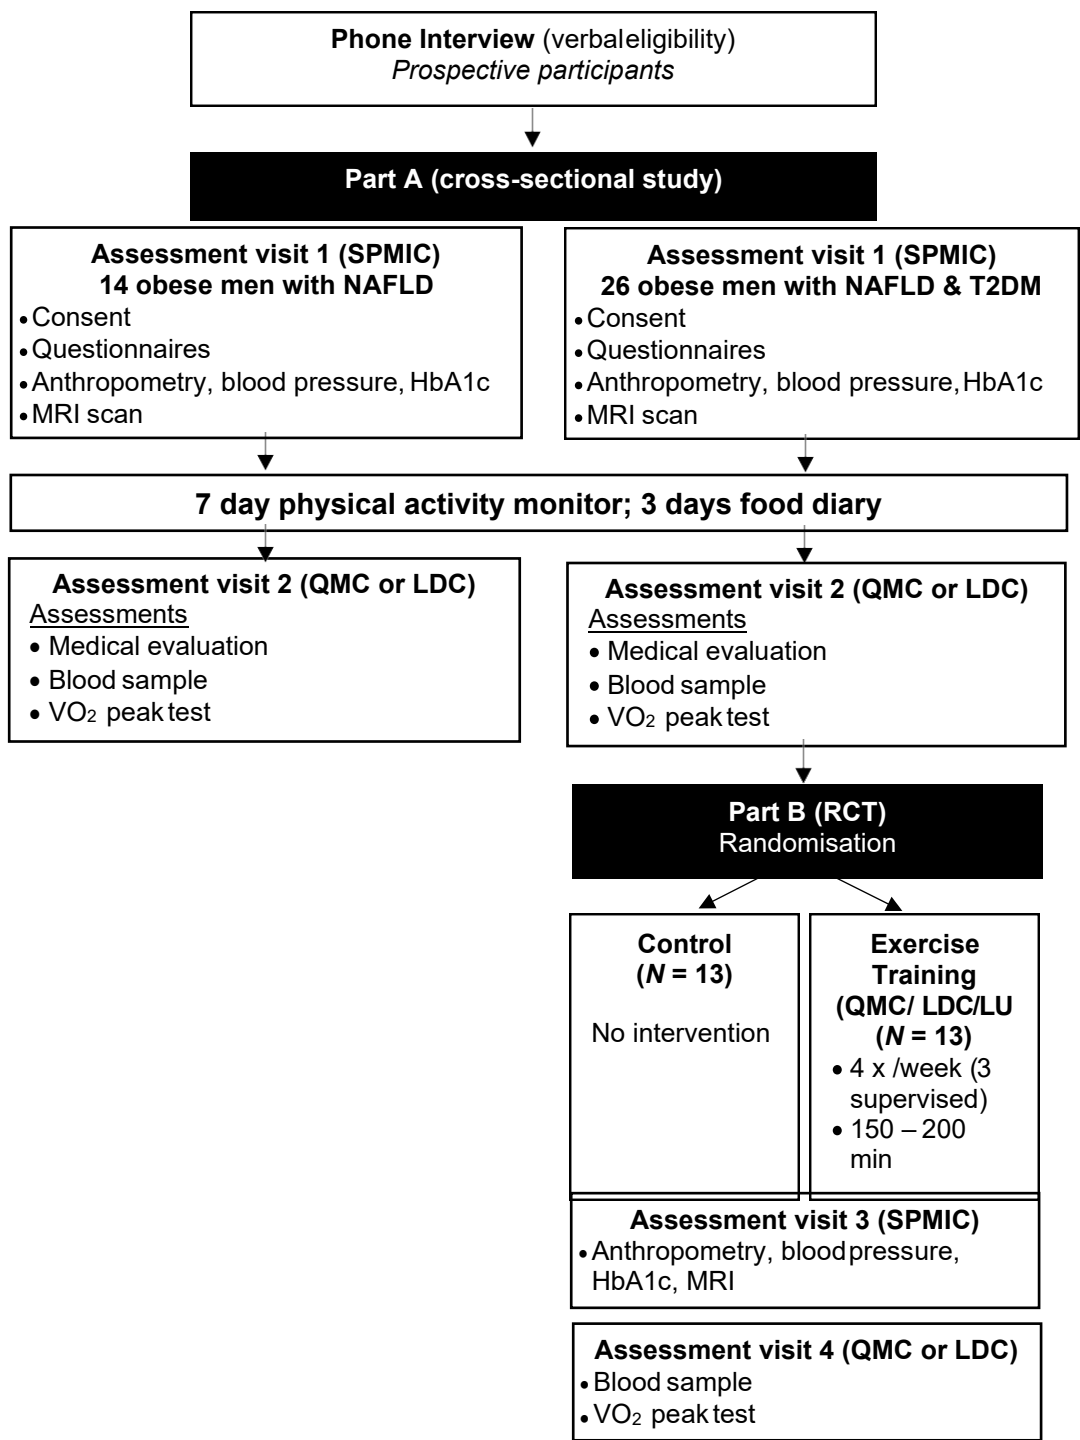 Phone Interview (verbaleligibility)
Prospective participants
Part A (cross-sectional study)
Assessment visit 1 (SPMIC)
14 obese men with NAFLD
• Consent
• Questionnaires
• Anthropometry, blood pressure, HbA1c
• MRI scan
Assessment visit 1 (SPMIC)
26 obese men with NAFLD & T2DM
• Consent
• Questionnaires
• Anthropometry, blood pressure, HbA1c
• MRI scan
7 day physical activity monitor; 3 days food diary
Assessment visit 2 (QMC or LDC)
Assessments
• Medical evaluation
• Blood sample
• VO₂ peak test
Assessment visit 2 (QMC or LDC)
Assessments
• Medical evaluation
• Blood sample
• VO₂ peak test
Part B (RCT)
Randomisation
Control
(N = 13)
No intervention
Exercise
Training
(QMC/ LDC/LU
(N = 13)
• 4 x /week (3
supervised)
• 150 – 200
min
Assessment visit 3 (SPMIC)
• Anthropometry, bloodpressure,
HbA1c, MRI
Assessment visit 4 (QMC or LDC)
• Blood sample
• VO₂ peak test